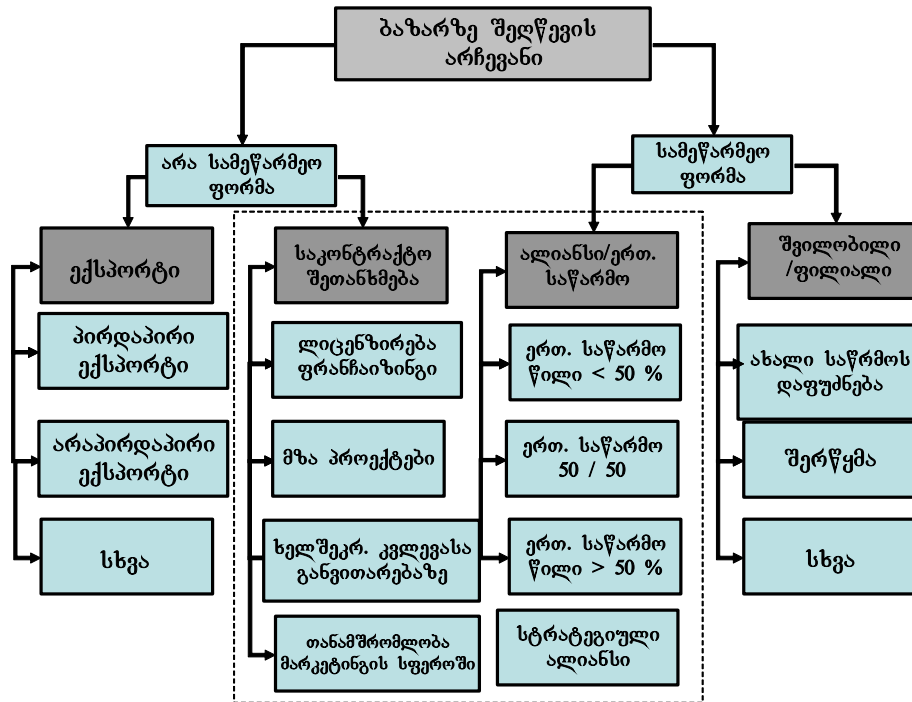 ბაზარზე შეღწევის
არჩევანი
არა სამეწარმეო
ფორმა
სამეწარმეო
ფორმა
ექსპორტი
პირდაპირი
ექსპორტი
არაპირდაპირი
ექსპორტი
სხვა
საკონტრაქტო
შეთანხმება
ლიცენზირება
ფრანჩაიზინგი
მზა პროექტები
ხელშეკრ. კვლევასა
განვითარებაზე
თანამშრომლობა
მარკეტინგის სფეროში
ალიანსი/ერთ.
საწარმო
ერთ. საწარმო
წილი < 50 %
ერთ. საწარმო
50 / 50
ერთ. საწარმო
წილი > 50 %
სტრატეგიული
ალიანსი
შვილობილი
/ფილიალი
ახალი საწრმოს
დაფუძნება
შერწყმა
სხვა